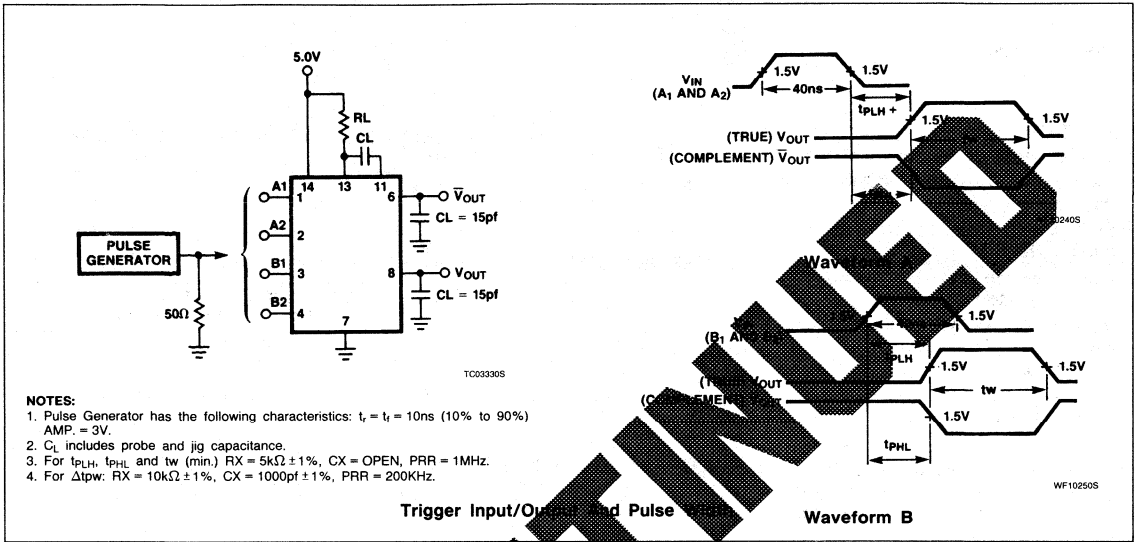 5.0V
RL
CL
14 13 11
A1 1
A2 2
B1 3
B2 4
6 V̅OUT
CL = 15pf
8 VOUT
CL = 15pf
7
PULSE
GENERATOR
50Ω
TC03330S
NOTES:
1. Pulse Generator has the following characteristics: tr = tf = 10ns (10% to 90%)
AMP. = 3V.
2. CL includes probe and jig capacitance.
3. For tPLH, tPHL and tw (min.) RX = 5kΩ ± 1%, CX = OPEN, PRR = 1MHz.
4. For Δtpw: RX = 10kΩ ± 1%, CX = 1000pf ± 1%, PRR = 200KHz.
VIN
(A1 AND A2)
1.5V 1.5V
40ns
tPLH +
1.5V 1.5V
(TRUE) VOUT
(COMPLEMENT) V̅OUT
0240S
Waveform A
1.5V 1.5V
(B1 AND
PLH
1.5V 1.5V
VOUT
tw
1.5V
tPHL
WF10250S
Trigger Input/Output And Pulse Width
Waveform B
TINUED